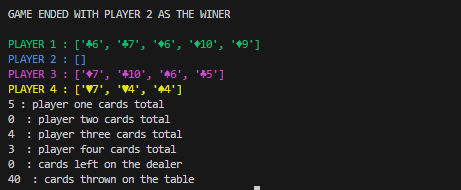 GAME ENDED WITH PLAYER 2 AS THE WINER
PLAYER 1 : ['♣6', '♣7', '♦6', '♦10', '♠9']
PLAYER 2 : []
PLAYER 3 : ['♦7', '♣10', '♠6', '♣5']
PLAYER 4 : ['♥7', '♥4', '♠4']
5 : player one cards total
0  : player two cards total
4  : player three cards total
3  : player four cards total
0  : cards left on the dealer
40  : cards thrown on the table